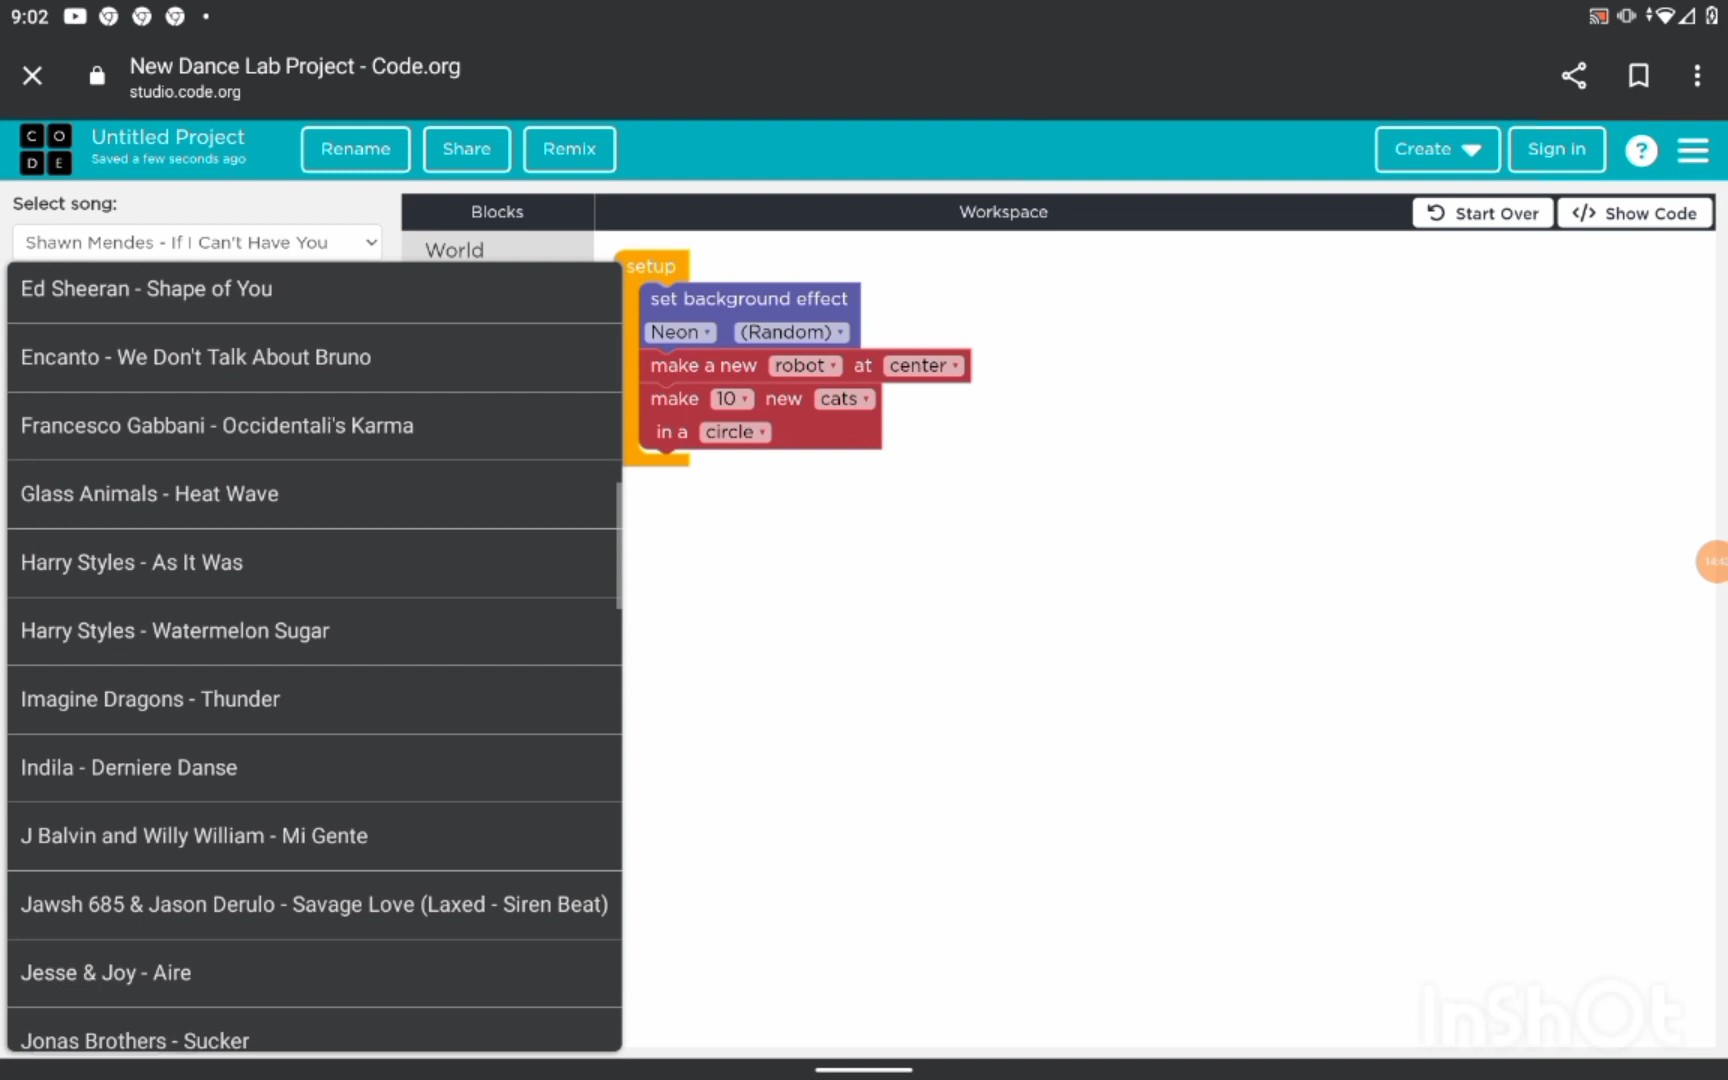 9:02
New Dance Lab Project - Code.org
studio.code.org
C O
D E
Untitled Project
Saved a few seconds ago
Rename
Share
Remix
Create
Sign in
?
Select song:
Shawn Mendes - If I Can't Have You
Blocks
Workspace
Start Over
</> Show Code
World
Ed Sheeran - Shape of You
Encanto - We Don't Talk About Bruno
Francesco Gabbani - Occidentali's Karma
Glass Animals - Heat Wave
Harry Styles - As It Was
Harry Styles - Watermelon Sugar
Imagine Dragons - Thunder
Indila - Derniere Danse
J Balvin and Willy William - Mi Gente
Jawsh 685 & Jason Derulo - Savage Love (Laxed - Siren Beat)
Jesse & Joy - Aire
Jonas Brothers - Sucker
setup
set background effect
Neon (Random)
make a new robot at center
make 10 new cats
in a circle
InShOt